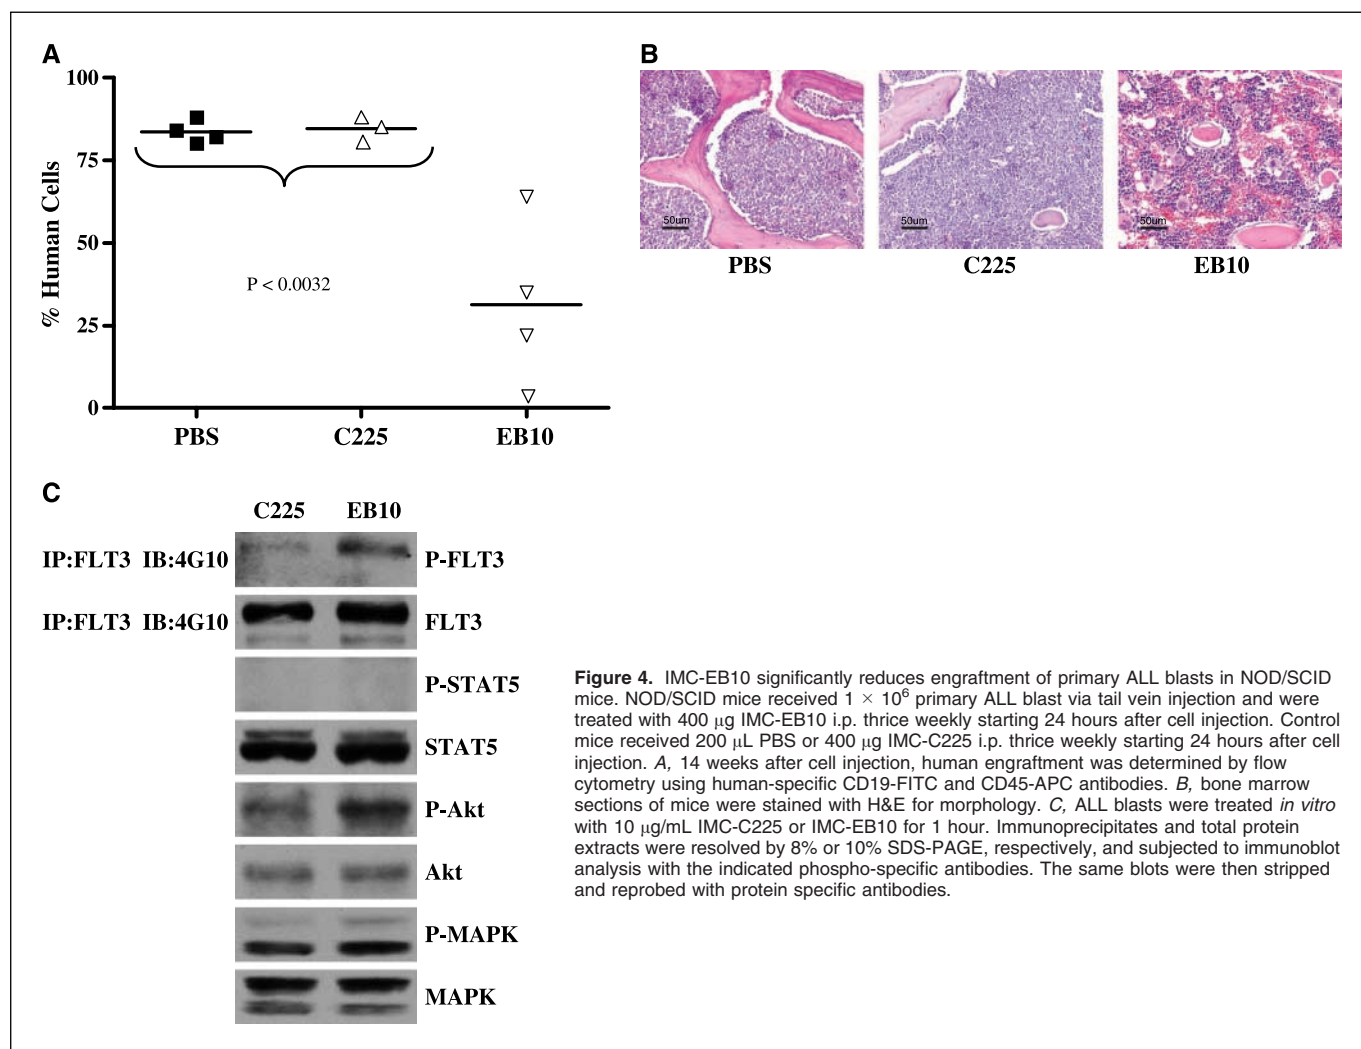 A
100
75
50
25
0
% Human Cells
P < 0.0032
PBS
C225
EB10
B
50um
50um
50um
PBS
C225
EB10
C
C225
EB10
IP:FLT3 IB:4G10
P-FLT3
IP:FLT3 IB:4G10
FLT3
P-STAT5
STAT5
P-Akt
Akt
P-MAPK
MAPK
Figure 4. IMC-EB10 significantly reduces engraftment of primary ALL blasts in NOD/SCID
mice. NOD/SCID mice received 1 × 10⁶ primary ALL blast via tail vein injection and were
treated with 400 μg IMC-EB10 i.p. thrice weekly starting 24 hours after cell injection. Control
mice received 200 μL PBS or 400 μg IMC-C225 i.p. thrice weekly starting 24 hours after cell
injection. A, 14 weeks after cell injection, human engraftment was determined by flow
cytometry using human-specific CD19-FITC and CD45-APC antibodies. B, bone marrow
sections of mice were stained with H&E for morphology. C, ALL blasts were treated in vitro
with 10 μg/mL IMC-C225 or IMC-EB10 for 1 hour. Immunoprecipitates and total protein
extracts were resolved by 8% or 10% SDS-PAGE, respectively, and subjected to immunoblot
analysis with the indicated phospho-specific antibodies. The same blots were then stripped
and reprobed with protein specific antibodies.